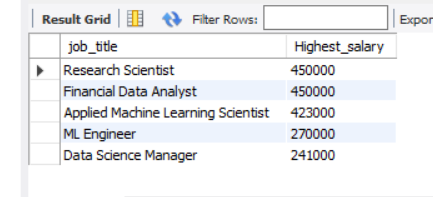 Result Grid Filter Rows: Expor
job_title Highest_salary
Research Scientist 450000
Financial Data Analyst 450000
Applied Machine Learning Scientist 423000
ML Engineer 270000
Data Science Manager 241000